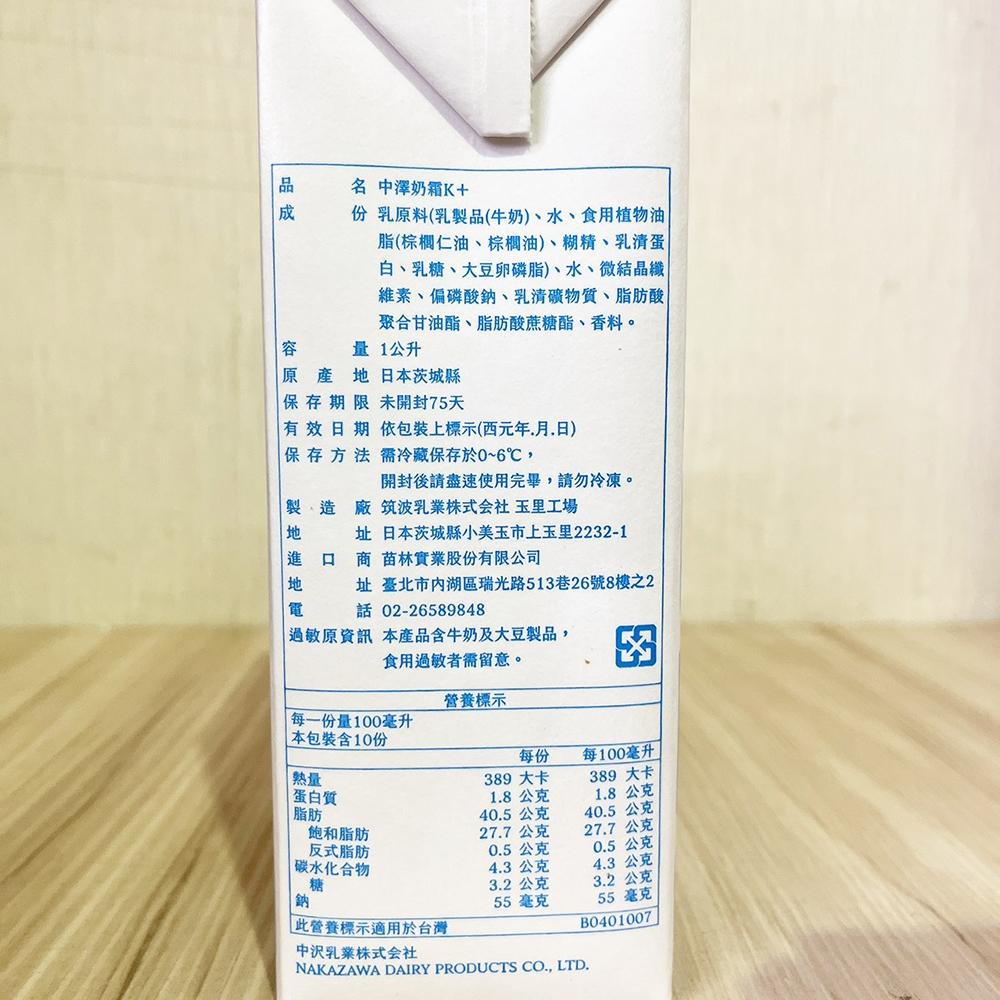 品名 中澤奶霜K+
成份 乳原料(乳製品(牛奶)、水、食用植物油
脂(棕櫚仁油、棕櫚油)、糊精、乳清蛋
白、乳糖、大豆卵磷脂)、水、微結晶纖
維素、偏磷酸鈉、乳清礦物質、脂肪酸
聚合甘油酯、脂肪酸蔗糖酯、香料。
容量 1公升
原產地 日本茨城縣
保存期限 未開封75天
有效日期 依包裝上標示(西元年.月.日)
保存方法 需冷藏保存於0~6℃，
開封後請盡速使用完畢，請勿冷凍。
製造廠 筑波乳業株式会社 玉里工場
地址 日本茨城縣小美玉市上玉里2232-1
進口商 苗林實業股份有限公司
地址 臺北市內湖區瑞光路513巷26號8樓之2
電話 02-26589848
過敏原資訊 本產品含牛奶及大豆製品，
食用過敏者需留意。
營養標示
每一份量100毫升
本包裝含10份
每份 每100毫升
熱量 389 大卡 389 大卡
蛋白質 1.8 公克 1.8 公克
脂肪 40.5 公克 40.5 公克
飽和脂肪 27.7 公克 27.7 公克
反式脂肪 0.5 公克 0.5 公克
碳水化合物 4.3 公克 4.3 公克
糖 3.2 公克 3.2 公克
鈉 55 毫克 55 毫克
此營養標示適用於台灣 B0401007
中沢乳業株式会社
NAKAZAWA DAIRY PRODUCTS CO., LTD.